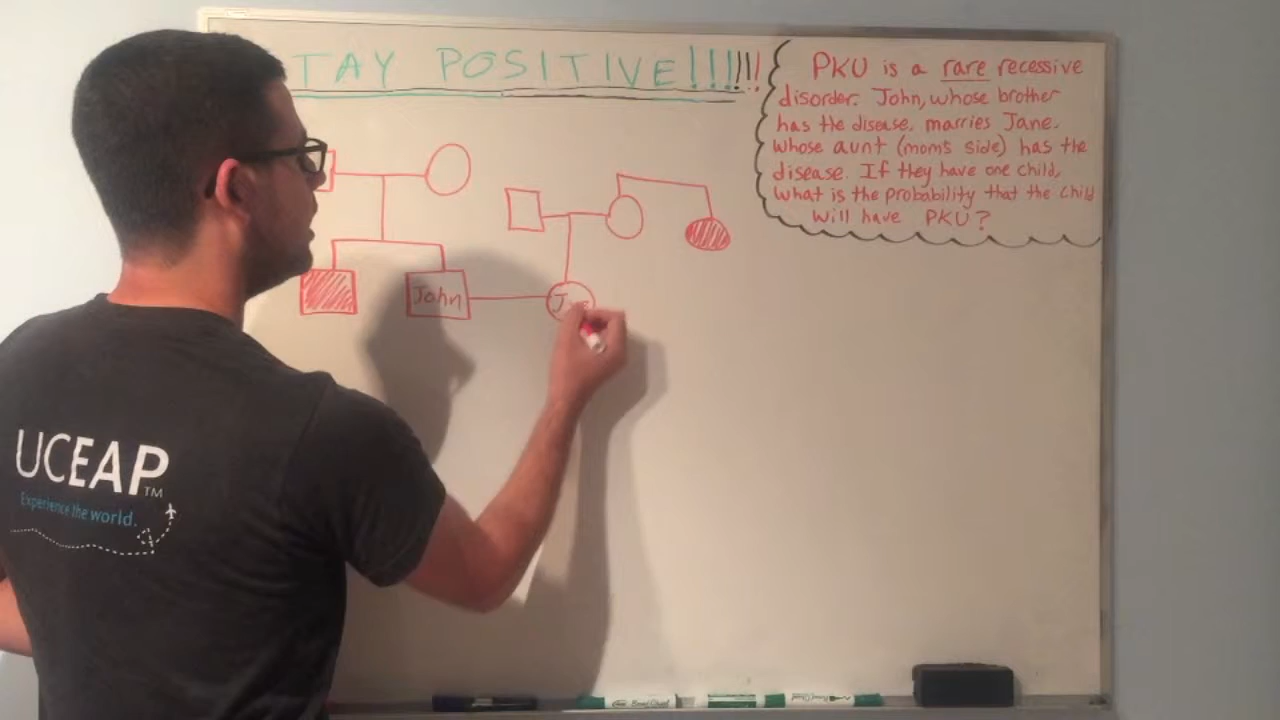 TAY POSITIVE!!!!!!!
PKU is a rare recessive
disorder. John, whose brother
has the disease, marries Jane,
whose aunt (mom's side) has the
disease. If they have one child,
what is the probability that the child
will have PKU?
John
UCEAP™
Experience the world.